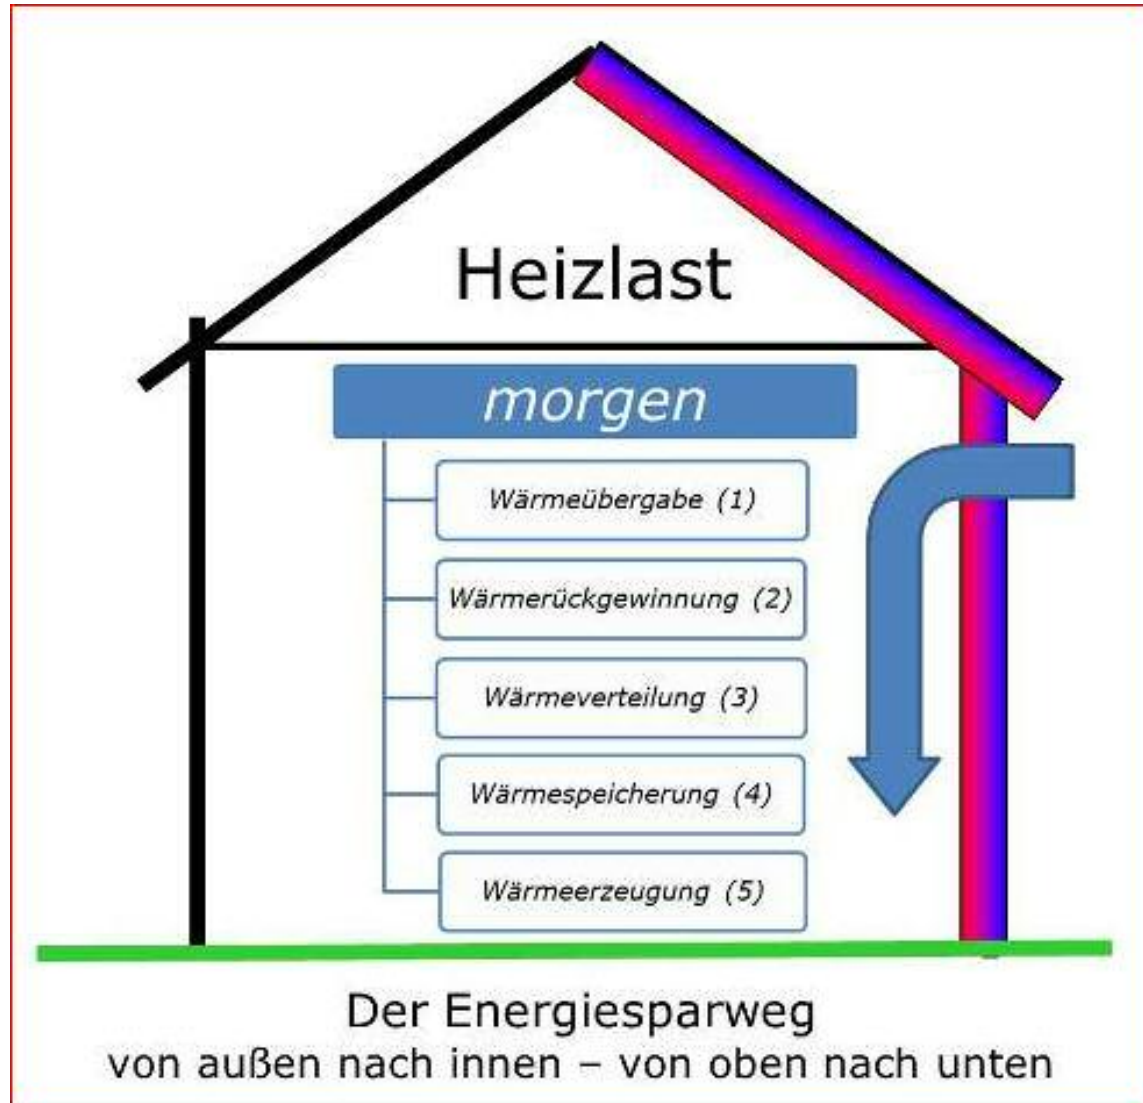 Heizlast
morgen
Wärmeübergabe (1)
Wärmerückgewinnung (2)
Wärmeverteilung (3)
Wärmespeicherung (4)
Wärmeerzeugung (5)
Der Energiesparweg
von außen nach innen – von oben nach unten